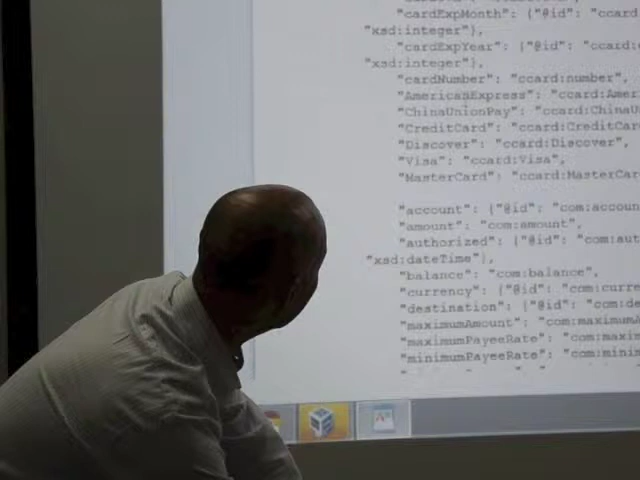 "cardExpMonth": {"@id": "ccard
"xsd:integer"},
"cardExpYear": {"@id": "ccard:
"xsd:integer"},
"cardNumber": "ccard:number",
"AmericanExpress": "ccard:Amer
"ChinaUnionPay": "ccard:ChinaU
"CreditCard": "ccard:CreditCar
"Discover": "ccard:Discover",
"Visa": "ccard:Visa",
"MasterCard": "ccard:MasterCar
"account": {"@id": "com:accoun
"amount": "com:amount",
"authorized": {"@id": "com:aut
"xsd:dateTime"},
"balance": "com:balance",
"currency": {"@id": "com:curre
"destination": {"@id": "com:de
"maximumAmount": "com:maximumA
"maximumPayeeRate": "com:maxim
"minimumPayeeRate": "com:minim